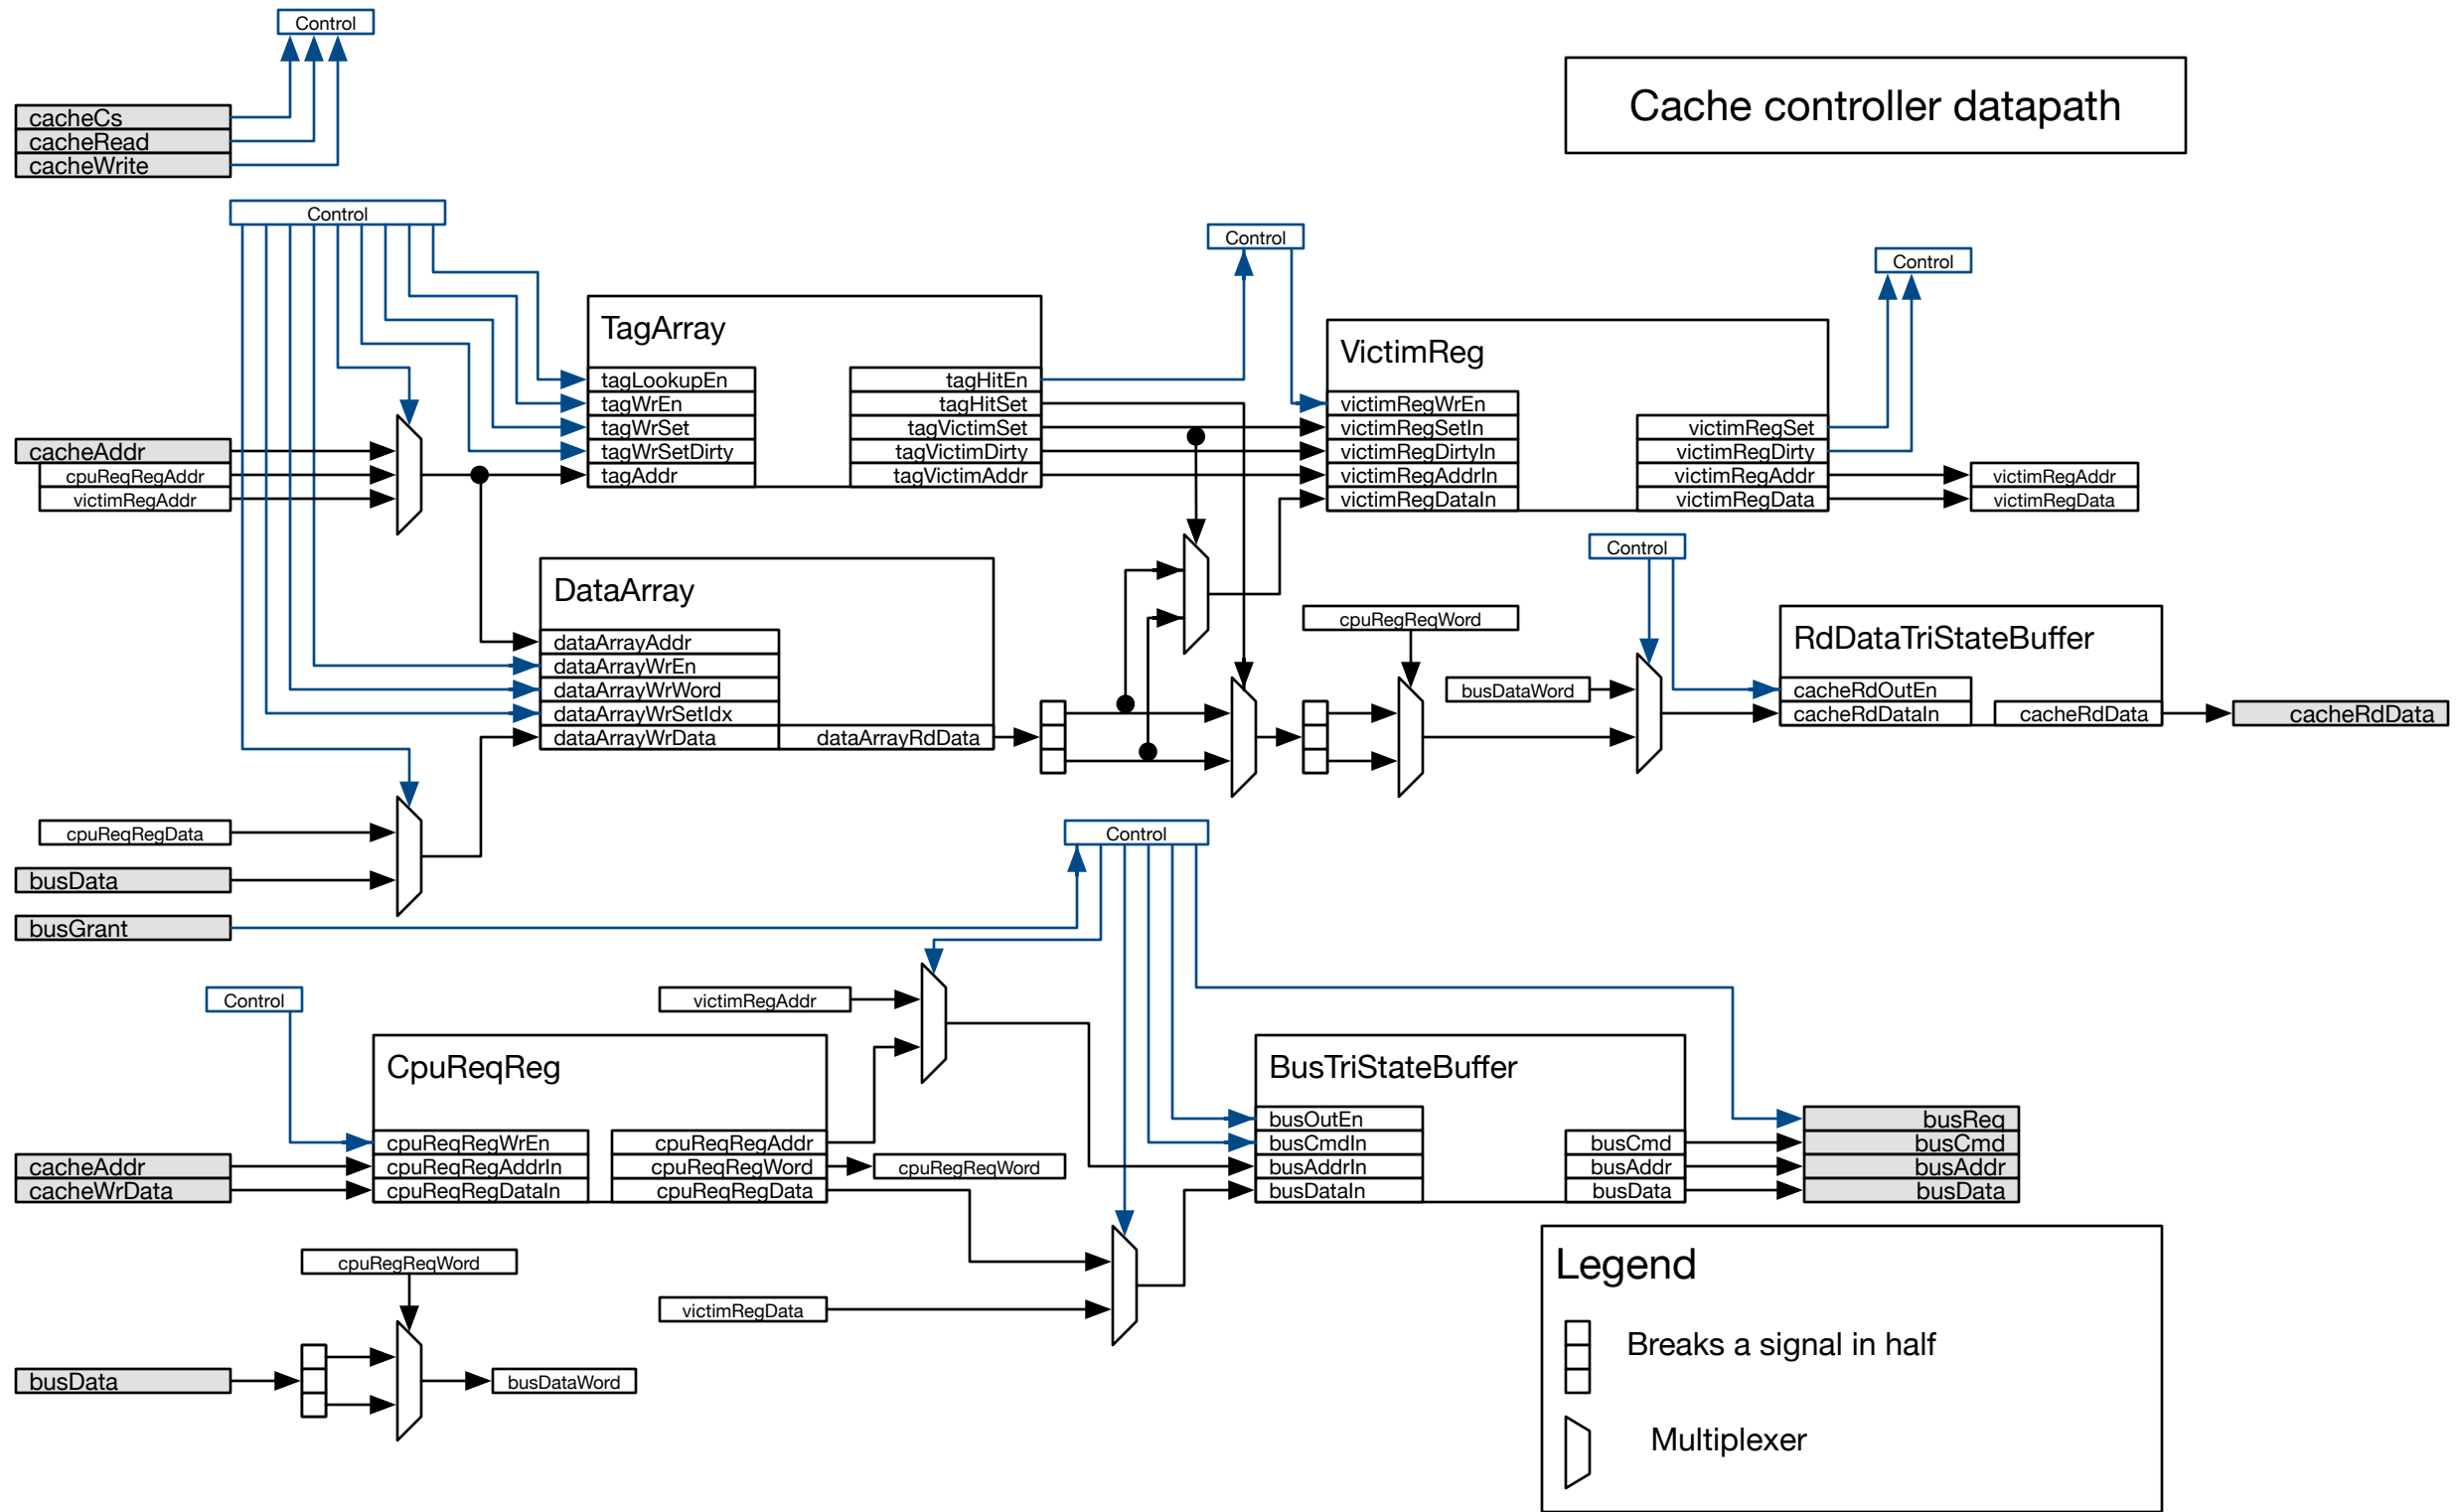 Control
Cache controller datapath
cacheCs
cacheRead
cacheWrite
Control
Control
Control
TagArray
tagLookupEn
tagWrEn
tagWrSet
tagWrSetDirty
tagAddr
tagHitEn
tagHitSet
tagVictimSet
tagVictimDirty
tagVictimAddr
VictimReg
victimRegWrEn
victimRegSetIn
victimRegDirtyIn
victimRegAddrIn
victimRegDataIn
victimRegSet
victimRegDirty
victimRegAddr
victimRegData
victimRegAddr
victimRegData
cacheAddr
cpuReqRegAddr
victimRegAddr
Control
DataArray
dataArrayAddr
dataArrayWrEn
dataArrayWrWord
dataArrayWrSetIdx
dataArrayWrData
dataArrayRdData
cpuRegReqWord
busDataWord
RdDataTriStateBuffer
cacheRdOutEn
cacheRdDataIn
cacheRdData
cacheRdData
cpuReqRegData
busData
busGrant
Control
Control
victimRegAddr
CpuReqReg
cpuReqRegWrEn
cpuReqRegAddrIn
cpuReqRegDataIn
cpuReqRegAddr
cpuReqRegWord
cpuReqRegData
cpuRegReqWord
cacheAddr
cacheWrData
BusTriStateBuffer
busOutEn
busCmdIn
busAddrIn
busDataIn
busCmd
busAddr
busData
busReq
busCmd
busAddr
busData
cpuRegReqWord
victimRegData
busData
busDataWord
Legend
Breaks a signal in half
Multiplexer